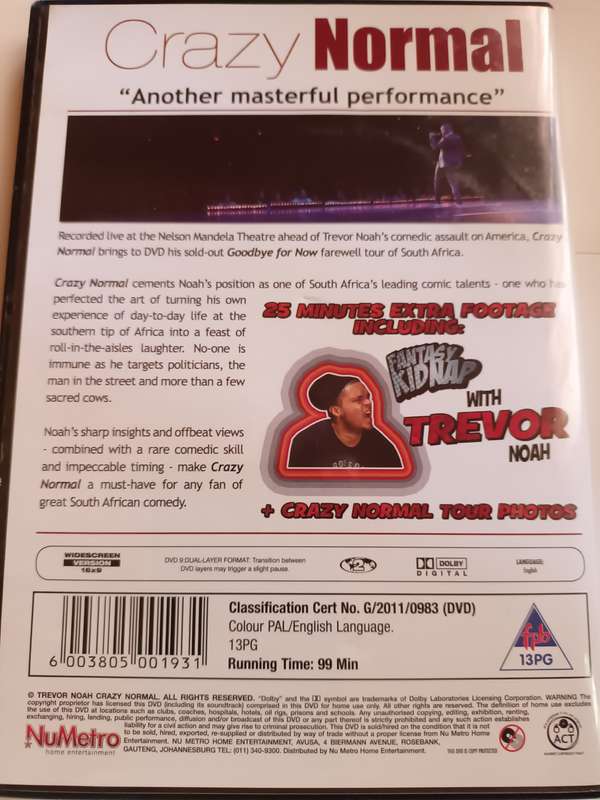 Crazy Normal
“Another masterful performance”
Recorded live at the Nelson Mandela Theatre ahead of Trevor Noah's comedic assault on America, Crazy
Normal brings to DVD his sold-out Goodbye for Now farewell tour of South Africa.
Crazy Normal cements Noah's position as one of South Africa's leading comic talents - one who has
perfected the art of turning his own
experience of day-to-day life at the
southern tip of Africa into a feast of
roll-in-the-aisles laughter. No-one is
immune as he targets politicians, the
man in the street and more than a few
sacred cows.
Noah's sharp insights and offbeat views
- combined with a rare comedic skill
and impeccable timing - make Crazy
Normal a must-have for any fan of
great South African comedy.
25 MINUTES EXTRA FOOTAGE
INCLUDING:
FANTASY
KIDNAP
WITH
TREVOR
NOAH
+ CRAZY NORMAL TOUR PHOTOS
WIDESCREEN
VERSION
16x9
DVD 9 DUAL-LAYER FORMAT: Transition between
DVD layers may trigger a slight pause.
2
DOLBY
DIGITAL
LANGUAGE:
English
6 003805 001931
Classification Cert No. G/2011/0983 (DVD)
Colour PAL/English Language.
13PG
Running Time: 99 Min
fpb
13PG
© TREVOR NOAH CRAZY NORMAL. ALL RIGHTS RESERVED. "Dolby" and the DD symbol are trademarks of Dolby Laboratories Licensing Corporation. WARNING The
copyright proprietor has licensed this DVD (including its soundtrack) comprised in this DVD for home use only. All other rights are reserved. The definition of home use excludes
the use of this DVD at locations such as clubs, coaches, hospitals, hotels, oil rigs, prisons and schools. Any unauthorised copying, editing, exhibition, renting,
exchanging, hiring, lending, public performance, diffusion and/or broadcast of this DVD or any part thereof is strictly prohibited and any such action establishes
liability for a civil action and may give rise to criminal prosecution. This DVD is sold/hired on the condition that it is not
to be sold, hired, exported, re-supplied or distributed by way of trade without a proper license from Nu Metro Home
Entertainment. NU METRO HOME ENTERTAINMENT, AVUSA, 4 BIERMANN AVENUE, ROSEBANK,
GAUTENG, JOHANNESBURG TEL: (011) 340-9300. Distributed by Nu Metro Home Entertainment.
NuMetro
home entertainment
THIS DVD IS COPY PROTECTED
ACT